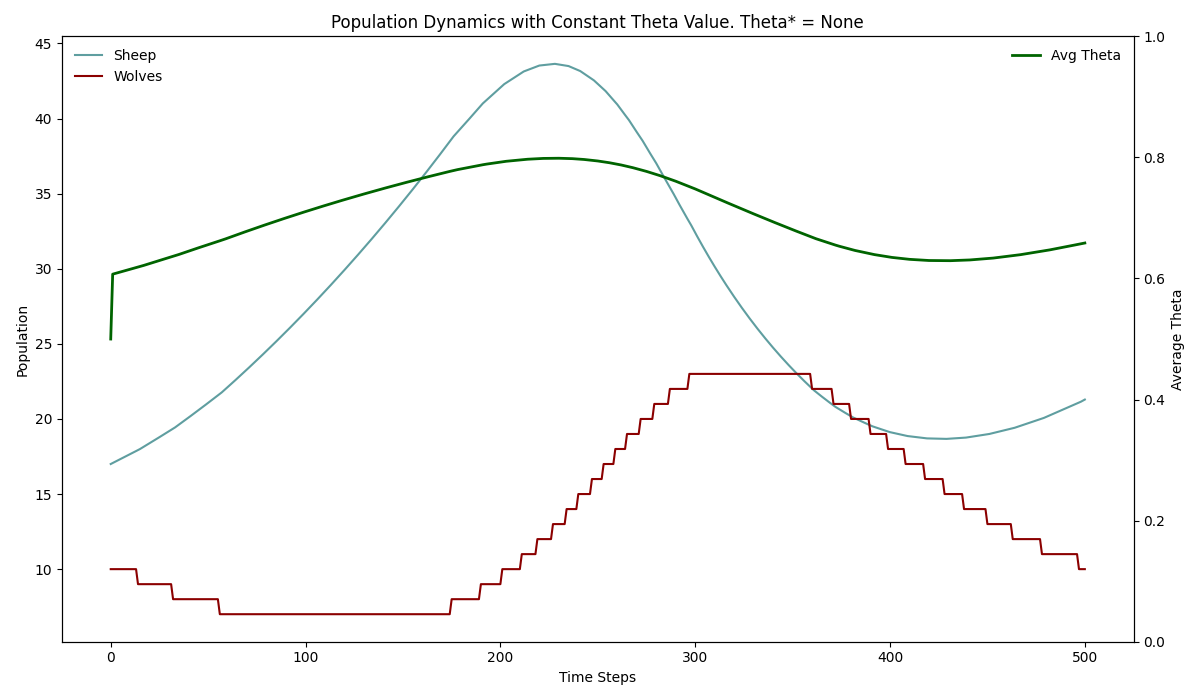 Population Dynamics with Constant Theta Value. Theta* = None
Sheep
Wolves
Avg Theta
Population
45
40
35
30
25
20
15
10
1.0
0.8
0.6
0.4
0.2
0.0
Average Theta
0 100 200 300 400 500
Time Steps